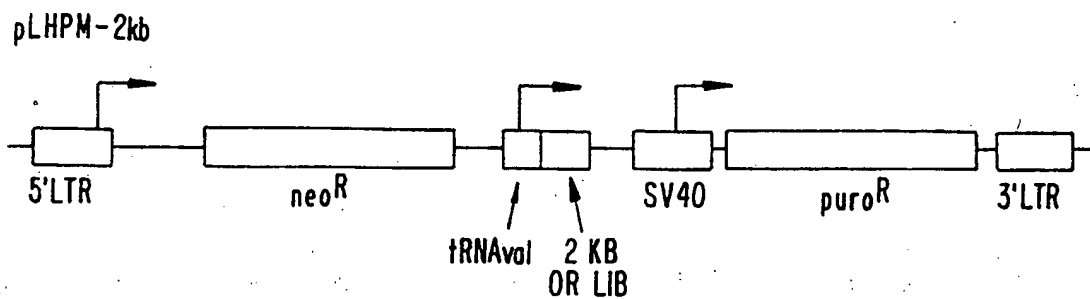 pLHPM-2kb
5'LTR
neoR
tRNAval
2 KB
OR LIB
SV40
puroR
3'LTR